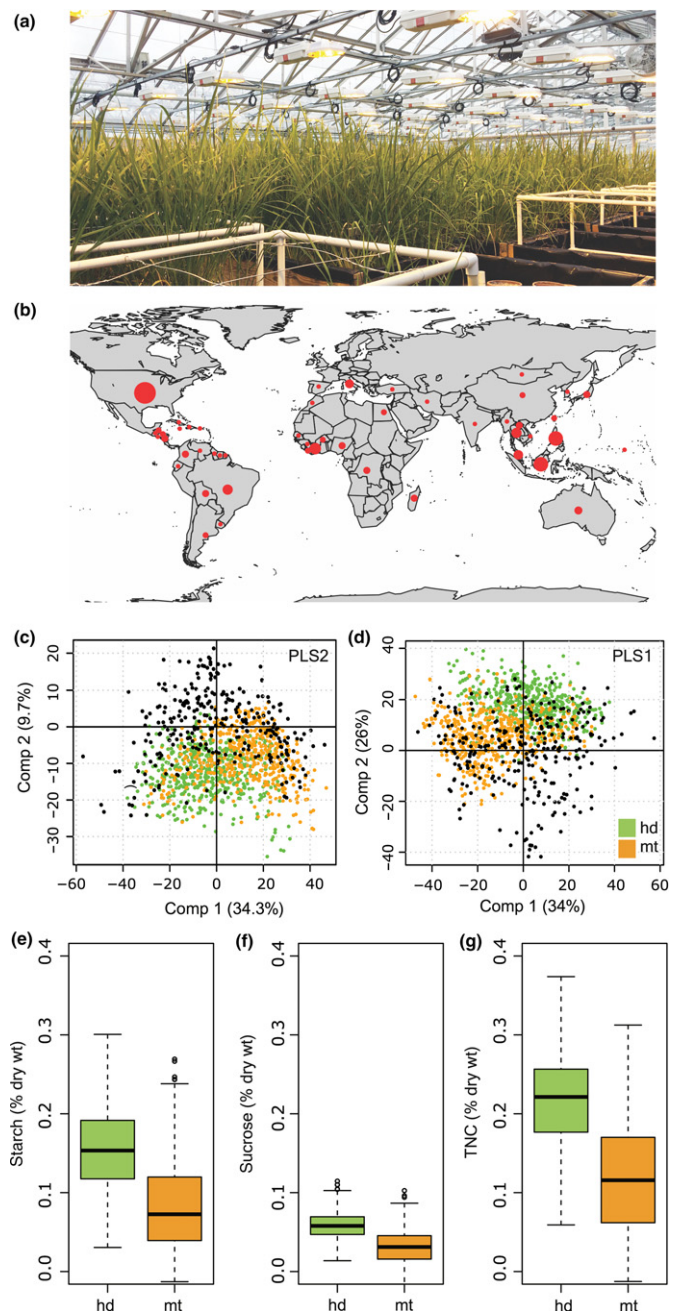 (a)
(b)
(c)
PLS2
20
10
0
−10
−20
−30
Comp 2 (9.7%)
−60
−40
−20
0
20
40
Comp 1 (34.3%)
(d)
PLS1
40
20
0
−20
−40
Comp 2 (26%)
hd
mt
−40
−20
0
20
40
60
Comp 1 (34%)
(e)
0.4
0.3
0.2
0.1
0.0
Starch (% dry wt)
hd
mt
(f)
0.4
0.3
0.2
0.1
0.0
Sucrose (% dry wt)
hd
mt
(g)
0.4
0.3
0.2
0.1
0.0
TNC (% dry wt)
hd
mt